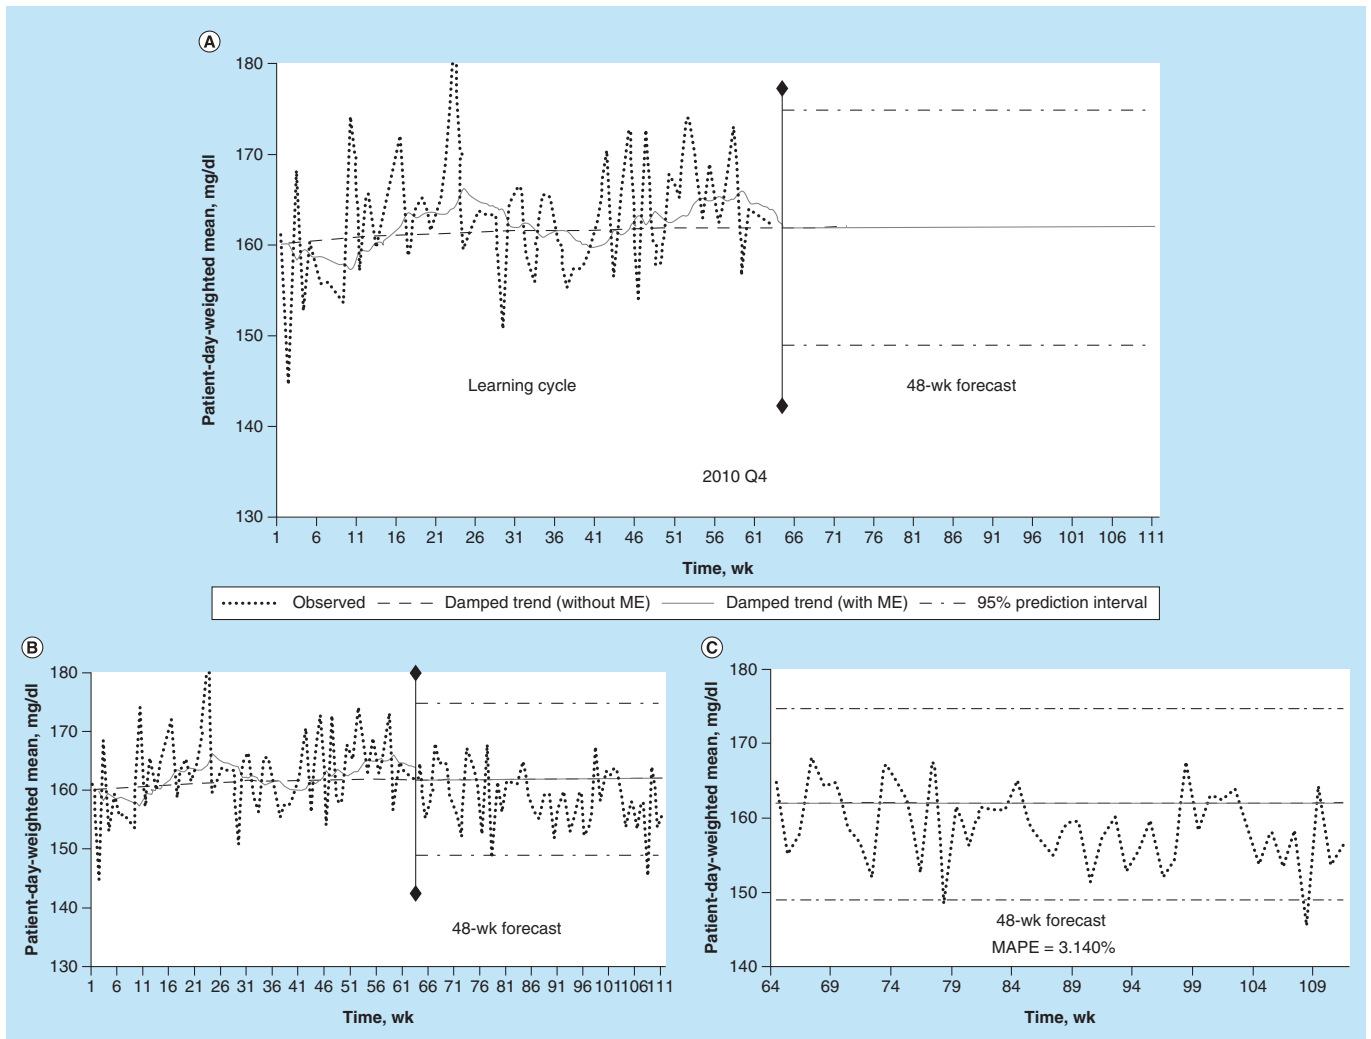 A
Patient-day-weighted mean, mg/dl
180
170
160
150
140
130
Learning cycle
48-wk forecast
2010 Q4
1 6 11 16 21 26 31 36 41 46 51 56 61 66 71 76 81 86 91 96 101 106 111
Time, wk
Observed Damped trend (without ME) Damped trend (with ME) 95% prediction interval
B
Patient-day-weighted mean, mg/dl
180
170
160
150
140
130
48-wk forecast
1 6 11 16 21 26 31 36 41 46 51 56 61 66 71 76 81 86 91 96 101 106 111
Time, wk
C
Patient-day-weighted mean, mg/dl
180
170
160
150
140
48-wk forecast
MAPE = 3.140%
64 69 74 79 84 89 94 99 104 109
Time, wk